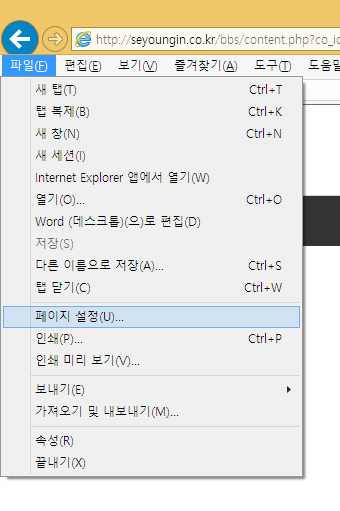 http://seyoungin.co.kr/bbs/content.php?co_i
파일(F) 편집(E) 보기(V) 즐겨찾기(A) 도구(T) 도움말
새 탭(T) Ctrl+T
탭 복제(B) Ctrl+K
새 창(N) Ctrl+N
새 세션(I)
Internet Explorer 앱에서 열기(W)
열기(O)... Ctrl+O
Word (데스크톱)(으)로 편집(D)
저장(S)
다른 이름으로 저장(A)... Ctrl+S
탭 닫기(C) Ctrl+W
페이지 설정(U)...
인쇄(P)... Ctrl+P
인쇄 미리 보기(V)...
보내기(E)
가져오기 및 내보내기(M)...
속성(R)
끝내기(X)